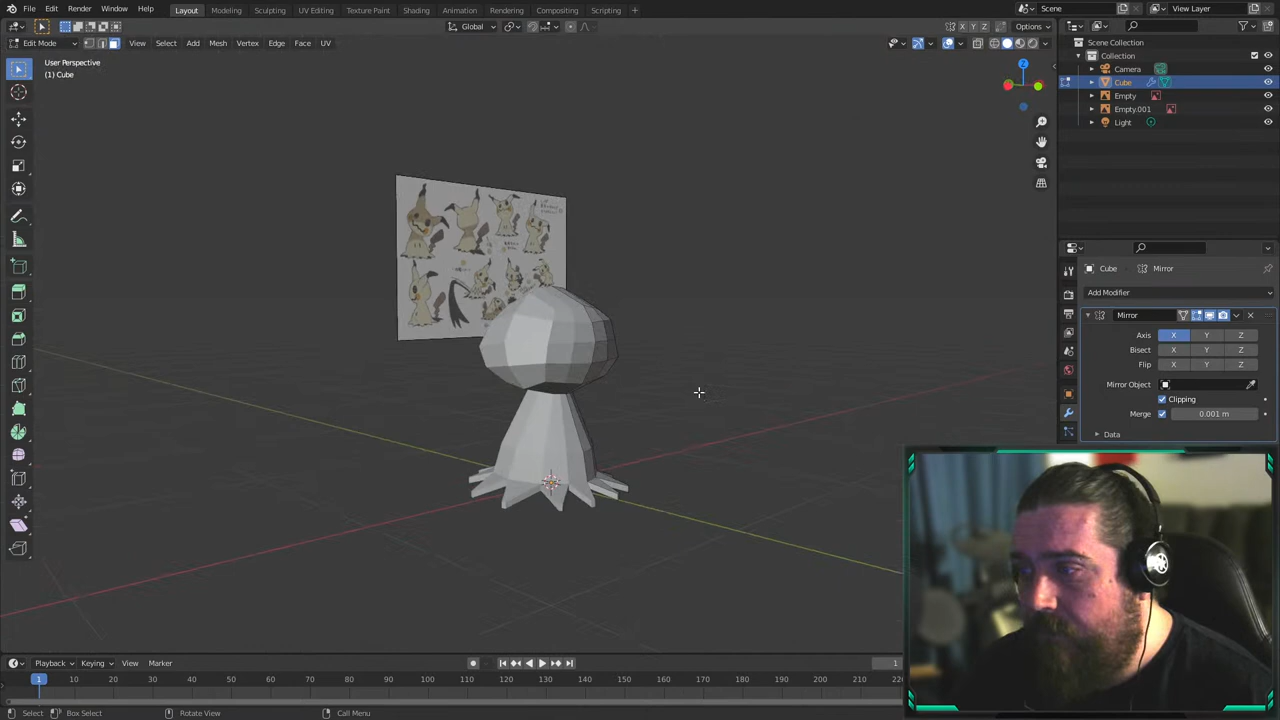 File Edit Render Window Help
Layout Modeling Sculpting UV Editing Texture Paint Shading Animation Rendering Compositing Scripting +
Scene
View Layer
Global
X Y Z
Options
Edit Mode
View Select Add Mesh Vertex Edge Face UV
User Perspective
(1) Cube
Z
Scene Collection
Collection
Camera
Cube
Empty
Empty.001
Light
Cube
Mirror
Add Modifier
Mirror
Axis X Y Z
Bisect X Y Z
Flip X Y Z
Mirror Object
Clipping
Merge 0.001 m
Data
Playback Keying View Marker
1
1 10 20 30 40 50 60 70 80 90 100 110 120 130 140 150 160 170 180 190 200 210 220
Select
Box Select
Rotate View
Call Menu